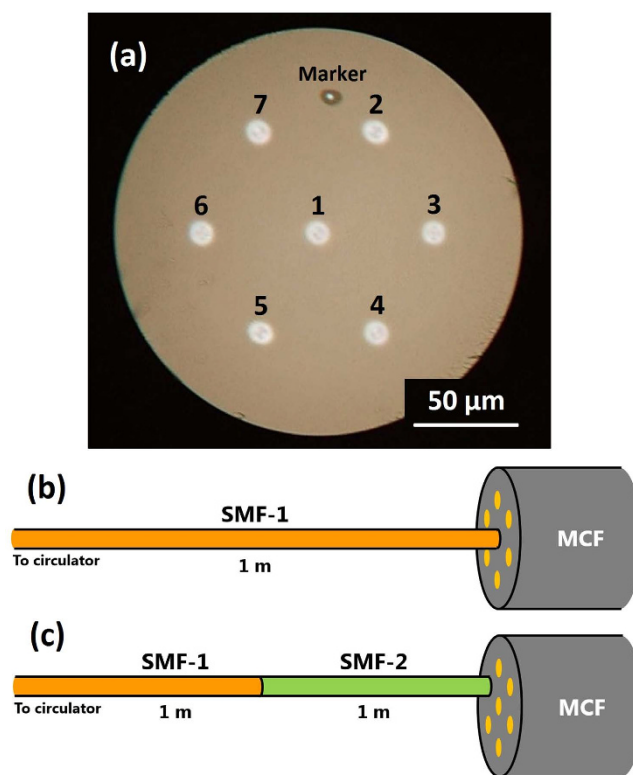 (a)
Marker
7
2
6
1
3
5
4
50 µm
(b)
SMF-1
MCF
To circulator
1 m
(c)
SMF-1
SMF-2
MCF
1 m
1 m
To circulator